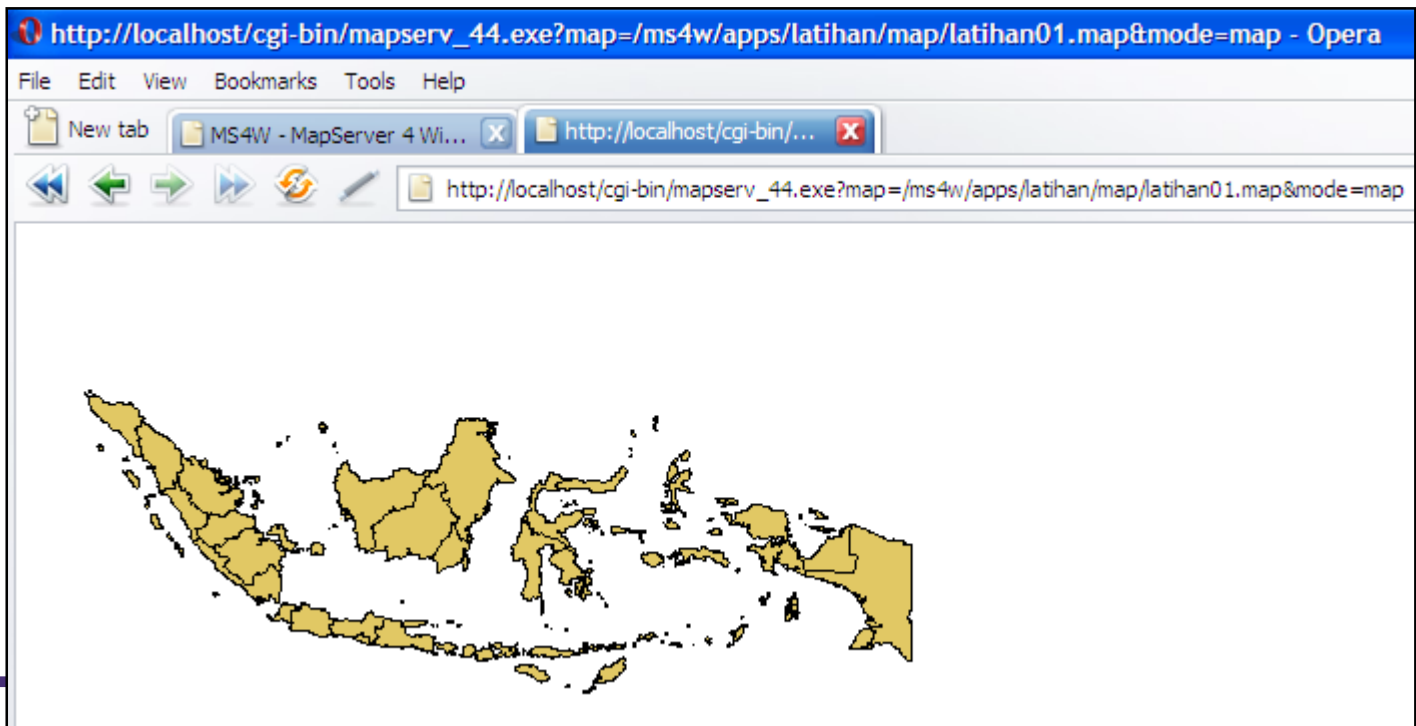 http://localhost/cgi-bin/mapserv_44.exe?map=/ms4w/apps/latihan/map/latihan01.map&mode=map - Opera
File Edit View Bookmarks Tools Help
New tab MS4W - MapServer 4 Wi... http://localhost/cgi-bin/...
http://localhost/cgi-bin/mapserv_44.exe?map=/ms4w/apps/latihan/map/latihan01.map&mode=map